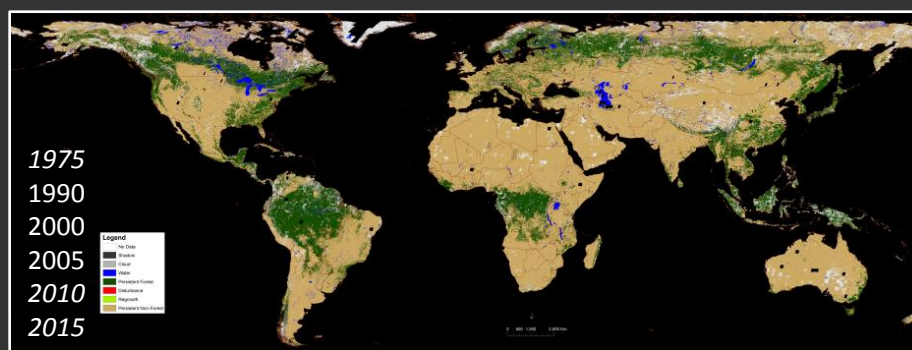 1975
1990
2000
2005
2010
2015
Legend
No Data
Shadow
Cloud
Water
Persistent Forest
Disturbance
Regrowth
Persistent Non-Forest